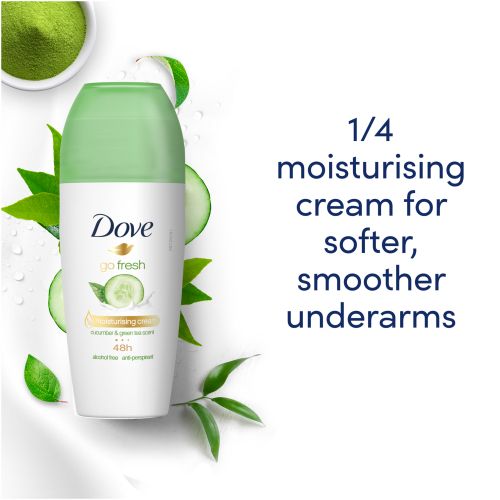 Dove
go fresh
moisturising cream
cucumber & green tea scent
48h
alcohol free anti-perspirant
1/4
moisturising
cream for
softer,
smoother
underarms